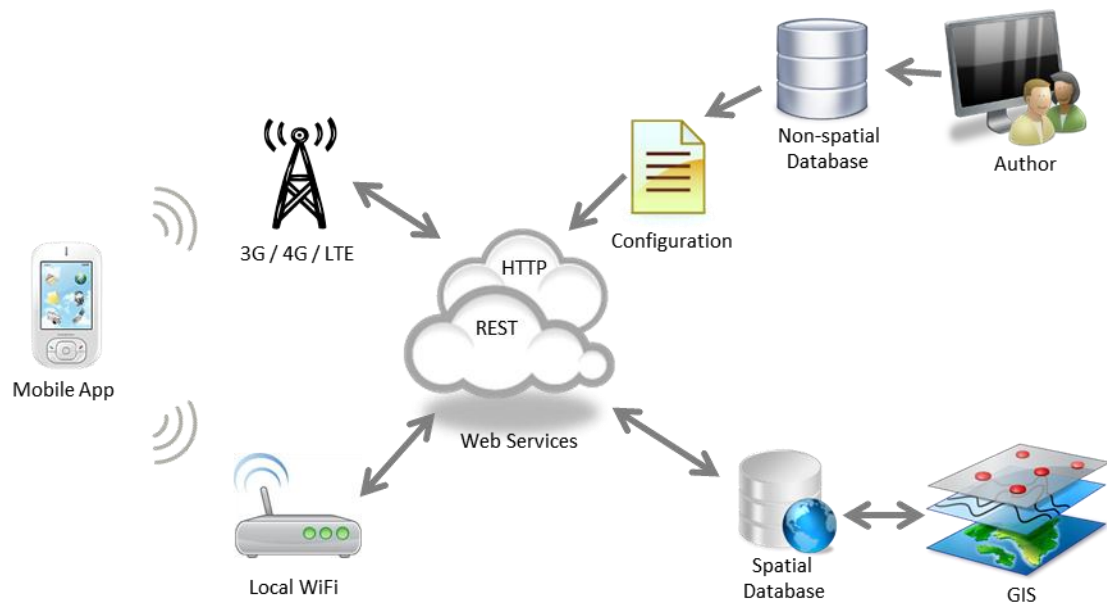 Non-spatial
Database
Author
3G / 4G / LTE
Configuration
HTTP
REST
Mobile App
Web Services
Local WiFi
Spatial
Database
GIS